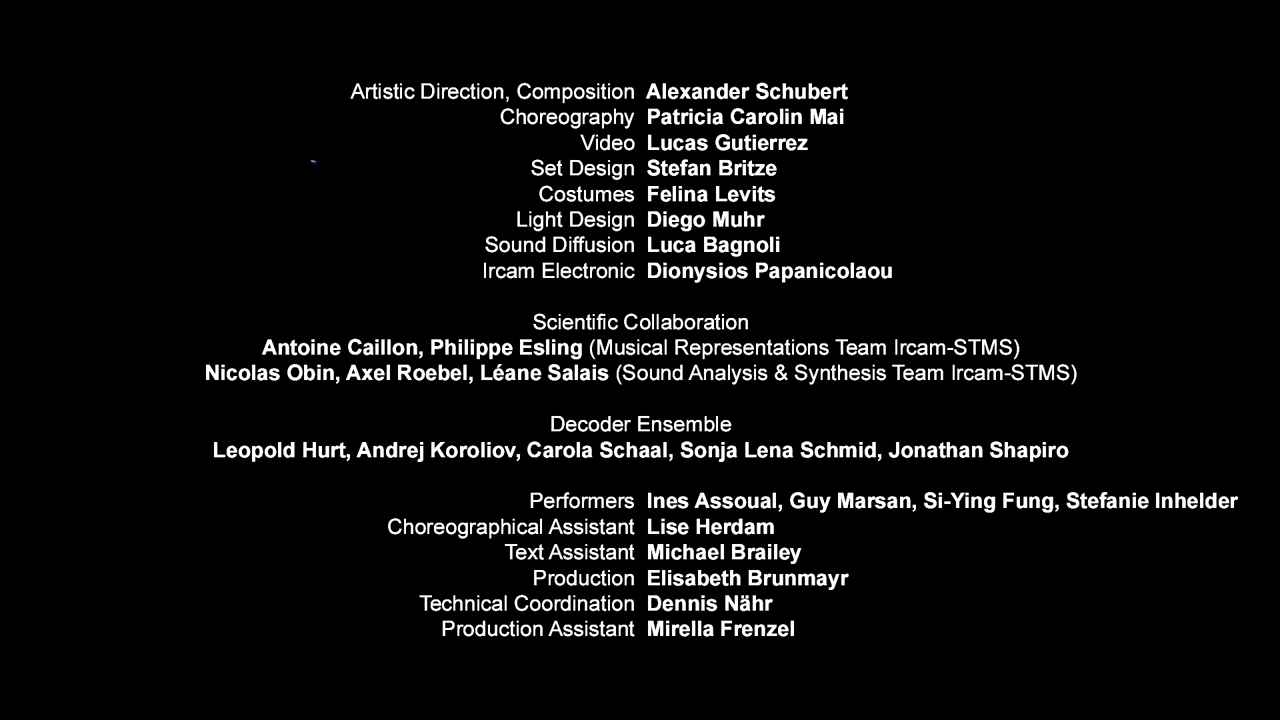 Artistic Direction, Composition Alexander Schubert
Choreography Patricia Carolin Mai
Video Lucas Gutierrez
Set Design Stefan Britze
Costumes Felina Levits
Light Design Diego Muhr
Sound Diffusion Luca Bagnoli
Ircam Electronic Dionysios Papanicolaou
Scientific Collaboration
Antoine Caillon, Philippe Esling (Musical Representations Team Ircam-STMS)
Nicolas Obin, Axel Roebel, Léane Salais (Sound Analysis & Synthesis Team Ircam-STMS)
Decoder Ensemble
Leopold Hurt, Andrej Koroliov, Carola Schaal, Sonja Lena Schmid, Jonathan Shapiro
Performers Ines Assoual, Guy Marsan, Si-Ying Fung, Stefanie Inhelder
Choreographical Assistant Lise Herdam
Text Assistant Michael Brailey
Production Elisabeth Brunmayr
Technical Coordination Dennis Nähr
Production Assistant Mirella Frenzel